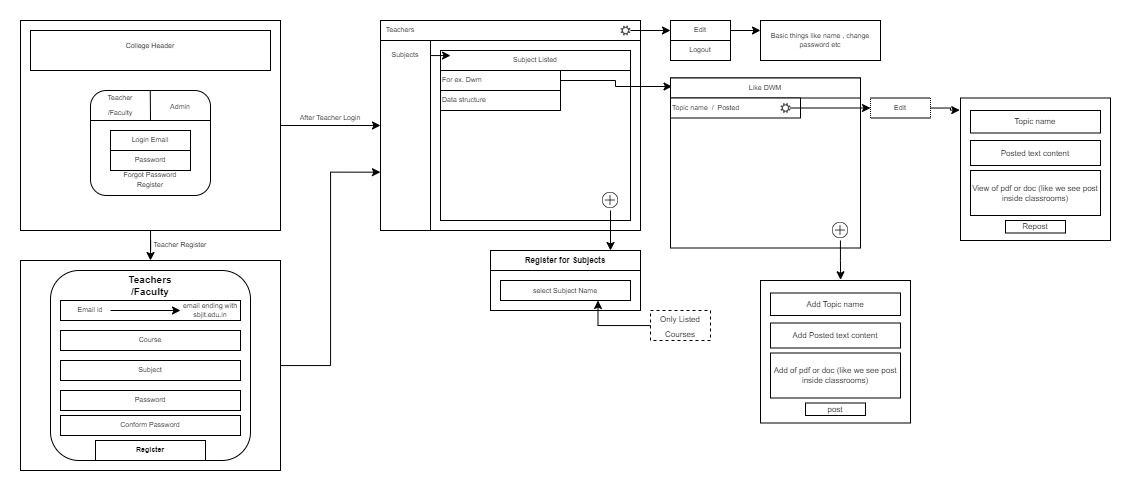 College Header
Teacher
/Faculty
Admin
Login Email
Password
Forgot Password
Register
After Teacher Login
Teacher Register
Teachers
/Faculty
Email id
email ending with
sbjit.edu.in
Course
Subject
Password
Conform Password
Register
Teachers
Subjects
Subject Listed
For ex. Dwm
Data structure
Edit
Logout
Basic things like name , change
password etc
Register for Subjects
select Subject Name
Only Listed
Courses
Like DWM
Topic name / Posted
Edit
Topic name
Posted text content
View of pdf or doc (like we see post
inside classrooms)
Repost
Add Topic name
Add Posted text content
Add of pdf or doc (like we see post
inside classrooms)
post